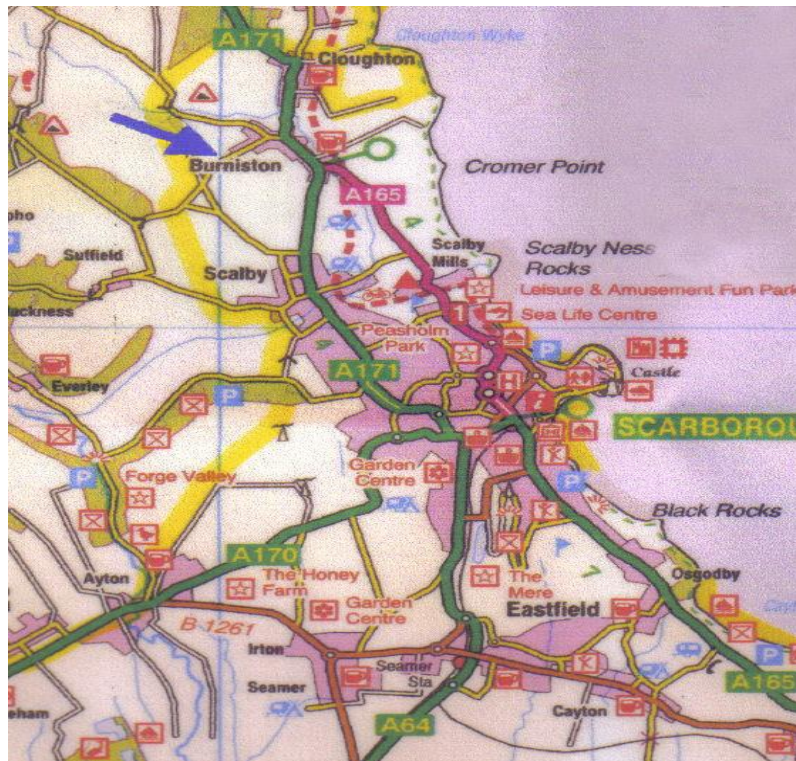 A171
Cloughton Wyke
Cloughton
Burniston
Cromer Point
A165
Suffield
Scalby
Scalby
Mills
Scalby Ness
Rocks
Leisure & Amusement Fun Park
1
Sea Life Centre
Peasholm
Park
P
P
Everley
A171
H
Castle
P
i
SCARBOROU
Garden
Centre
P
P
Forge Valley
Black Rocks
A170
Ayton
The Honey
Farm
The
Mere
Osgodby
Garden
Centre
Eastfield
B 1261
Irton
Seamer
Sta
P
Seamer
A165
Cayton
A64
eham